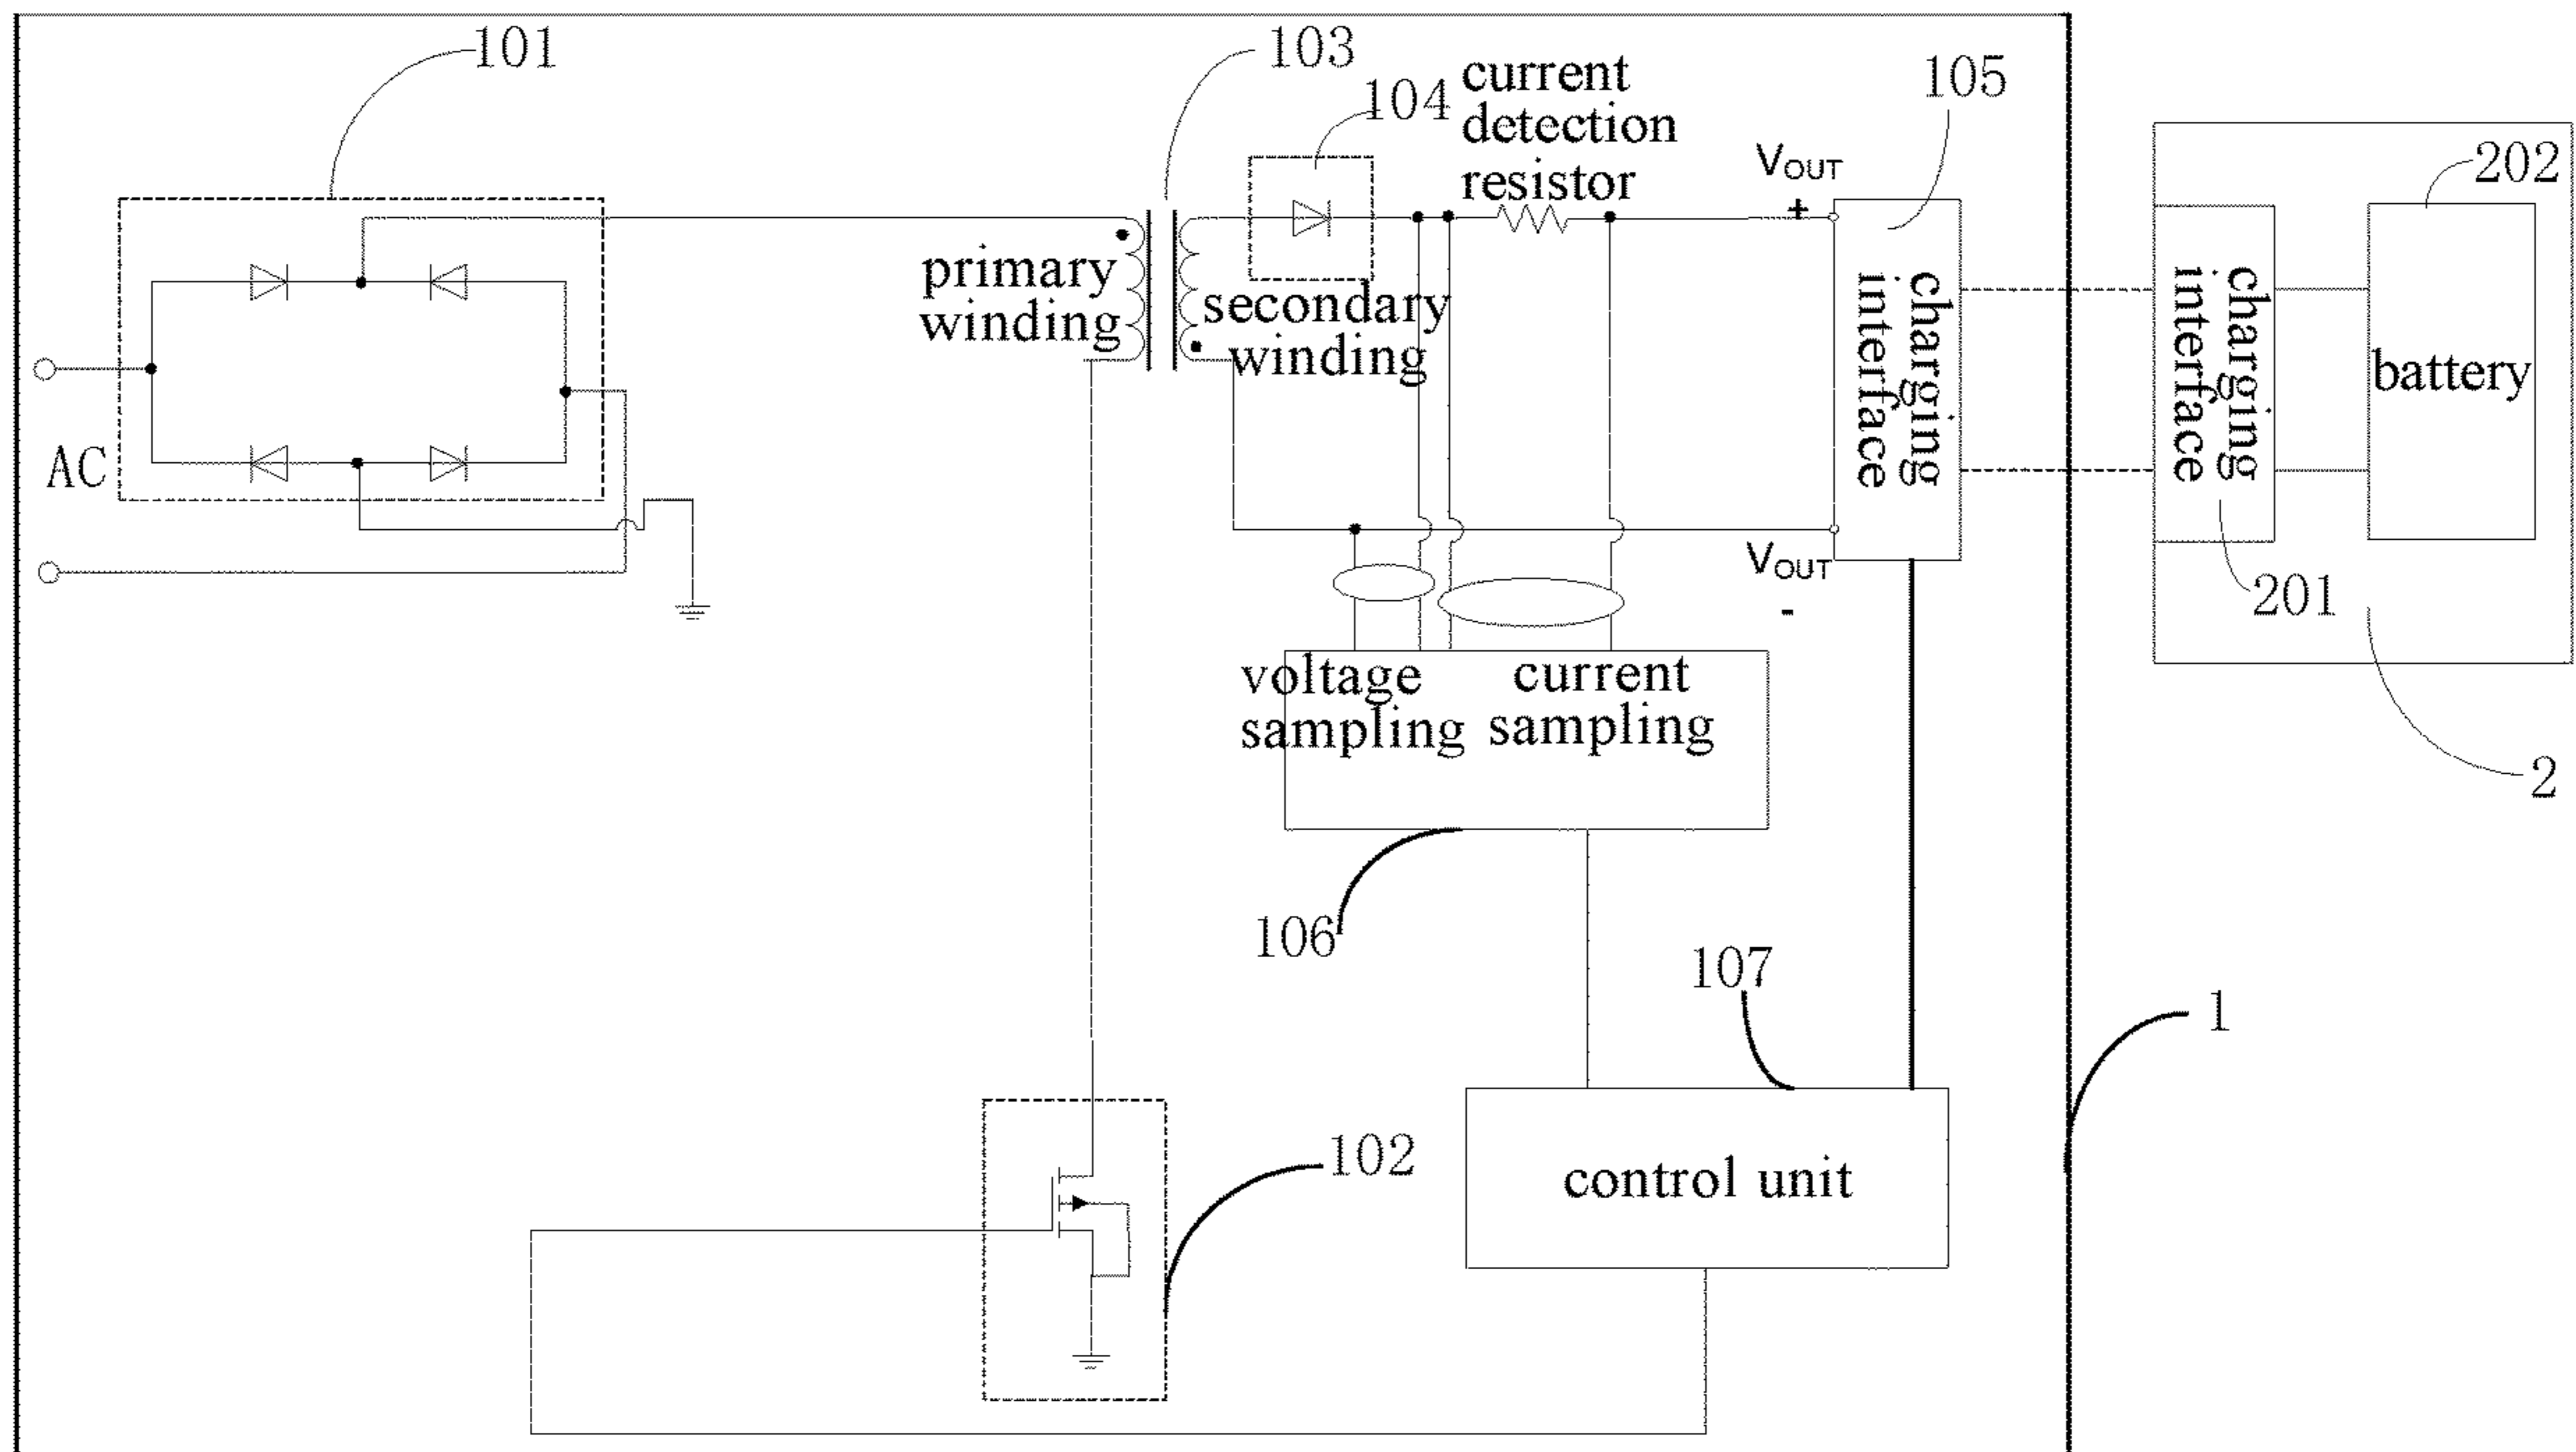 101
103
104
current
detection
resistor
105
VOUT
+
202
primary
winding
secondary
winding
charging
interface
charging
interface
battery
AC
VOUT
-
201
voltage
sampling
current
sampling
2
106
107
1
102
control unit